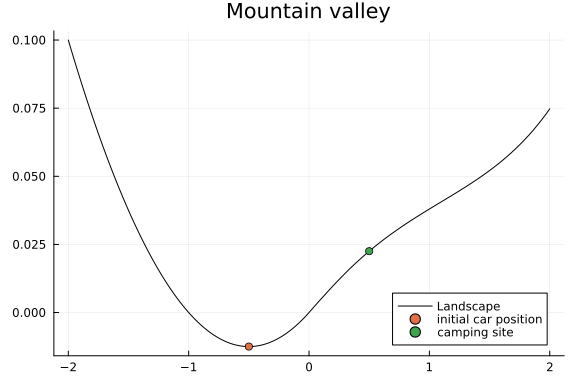 Mountain valley
0.100
0.075
0.050
0.025
0.000
Landscape
initial car position
camping site
−2
−1
0
1
2